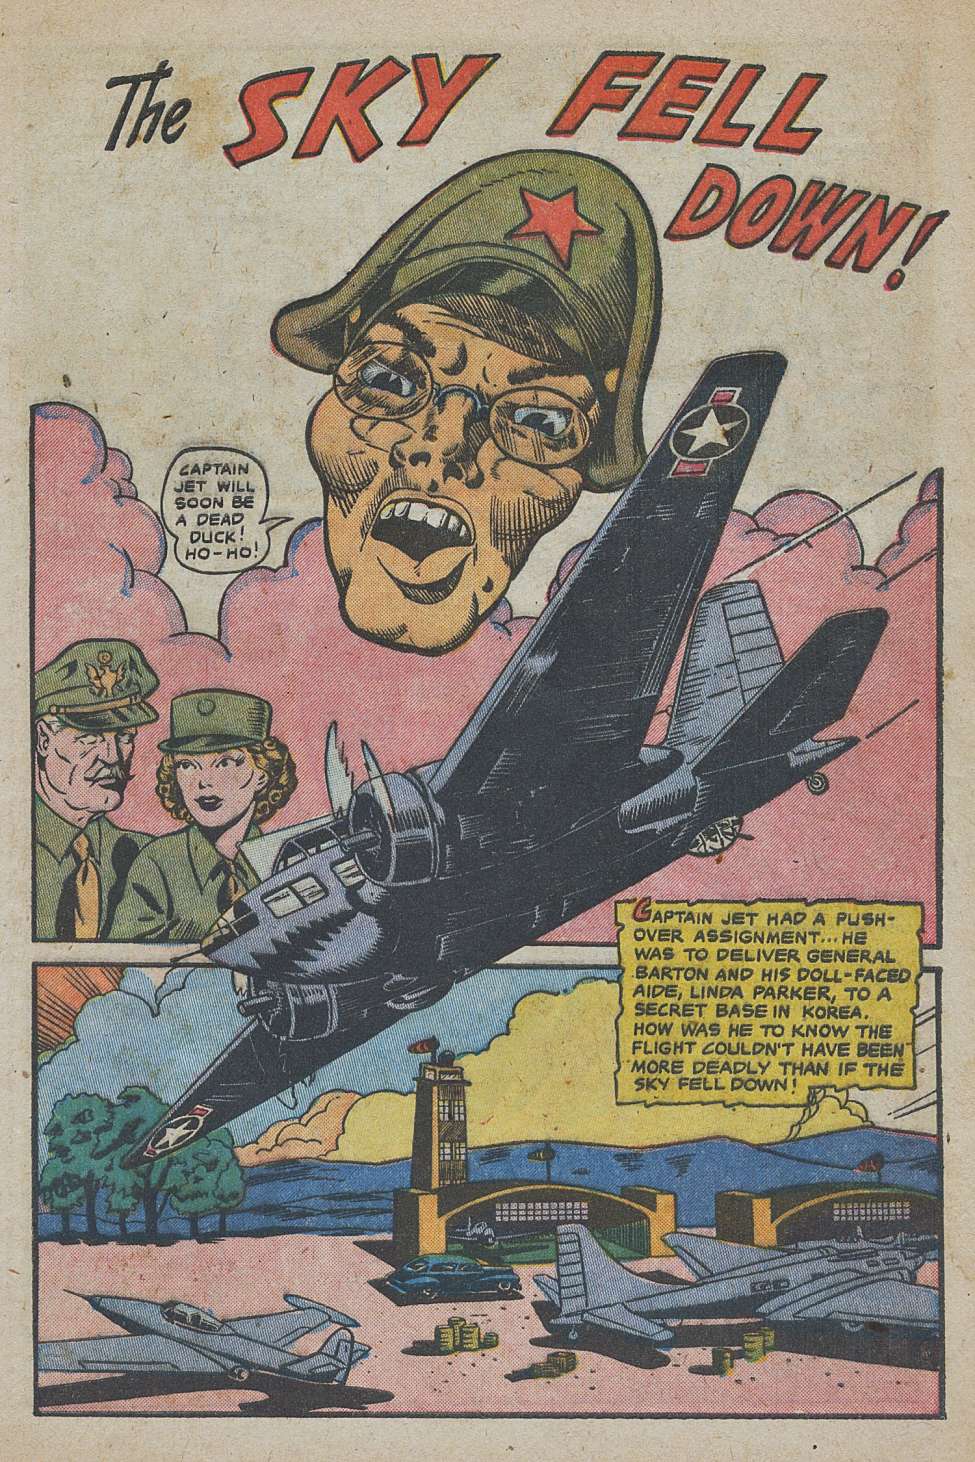 The SKY FELL
DOWN!
CAPTAIN
JET WILL
SOON BE
A DEAD
DUCK!
HO-HO!
CAPTAIN JET HAD A PUSH-
OVER ASSIGNMENT...HE
WAS TO DELIVER GENERAL
BARTON AND HIS DOLL-FACED
AIDE, LINDA PARKER, TO A
SECRET BASE IN KOREA.
HOW WAS HE TO KNOW THE
FLIGHT COULDN'T HAVE BEEN
MORE DEADLY THAN IF THE
SKY FELL DOWN!